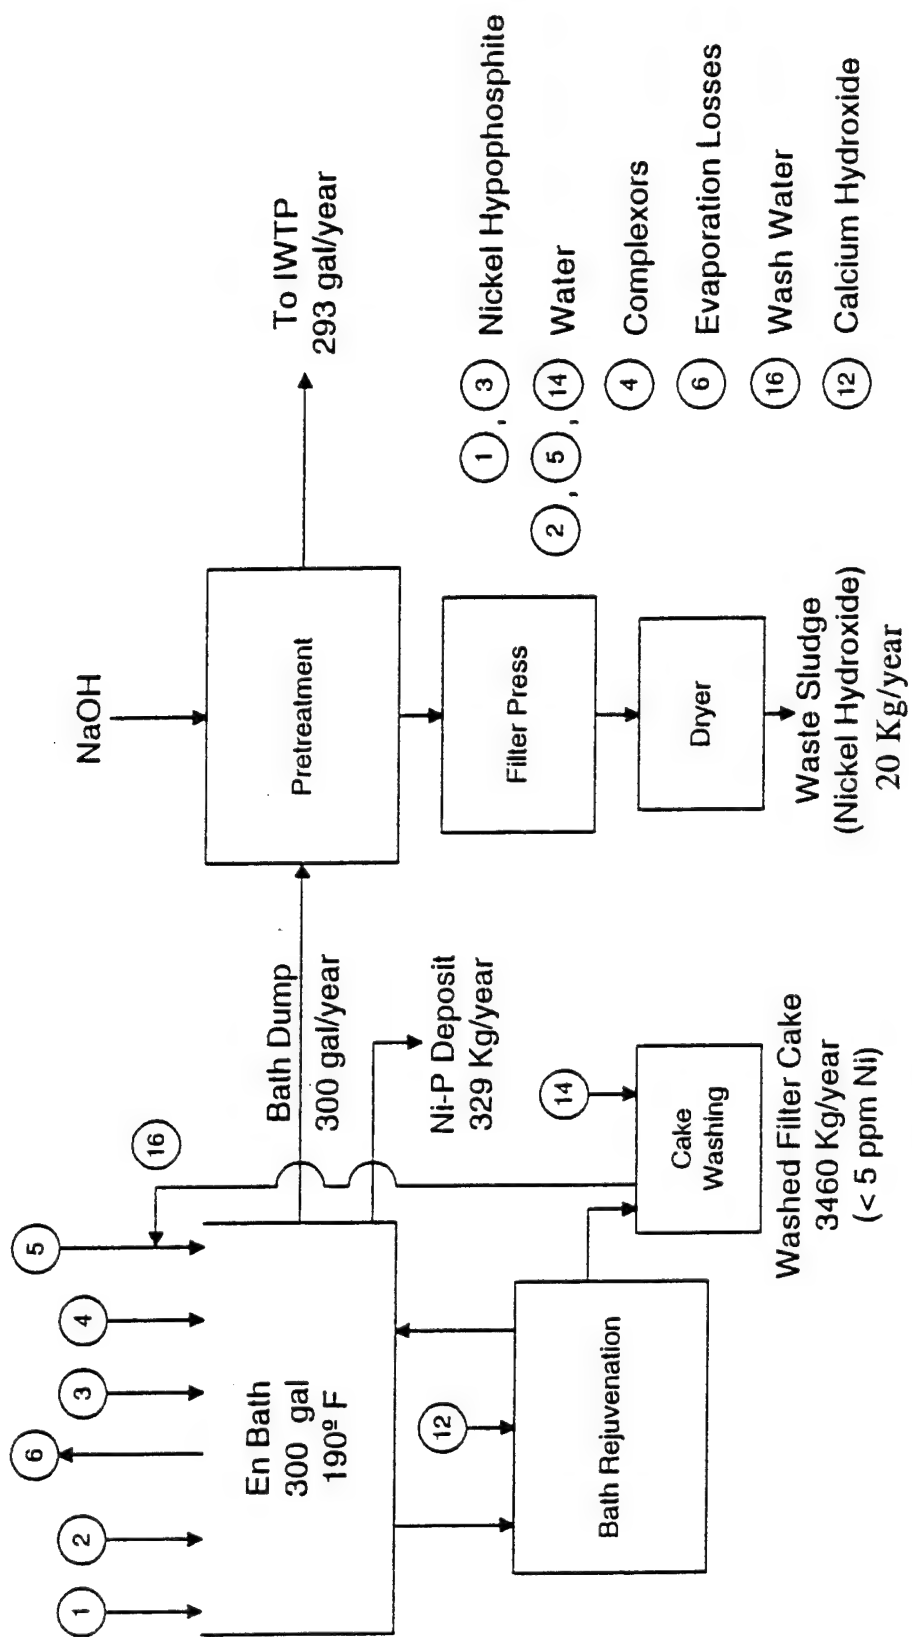 1
2
6
3
4
5
16
En Bath
300 gal
190º F
Bath Dump
300 gal/year
Ni-P Deposit
329 Kg/year
12
Bath Rejuvenation
14
Cake
Washing
Washed Filter Cake
3460 Kg/year
(< 5 ppm Ni)
NaOH
Pretreatment
To IWTP
293 gal/year
Filter Press
Dryer
Waste Sludge
(Nickel Hydroxide)
20 Kg/year
1, 3 Nickel Hypophosphite
2, 5, 14 Water
4 Complexors
6 Evaporation Losses
16 Wash Water
12 Calcium Hydroxide